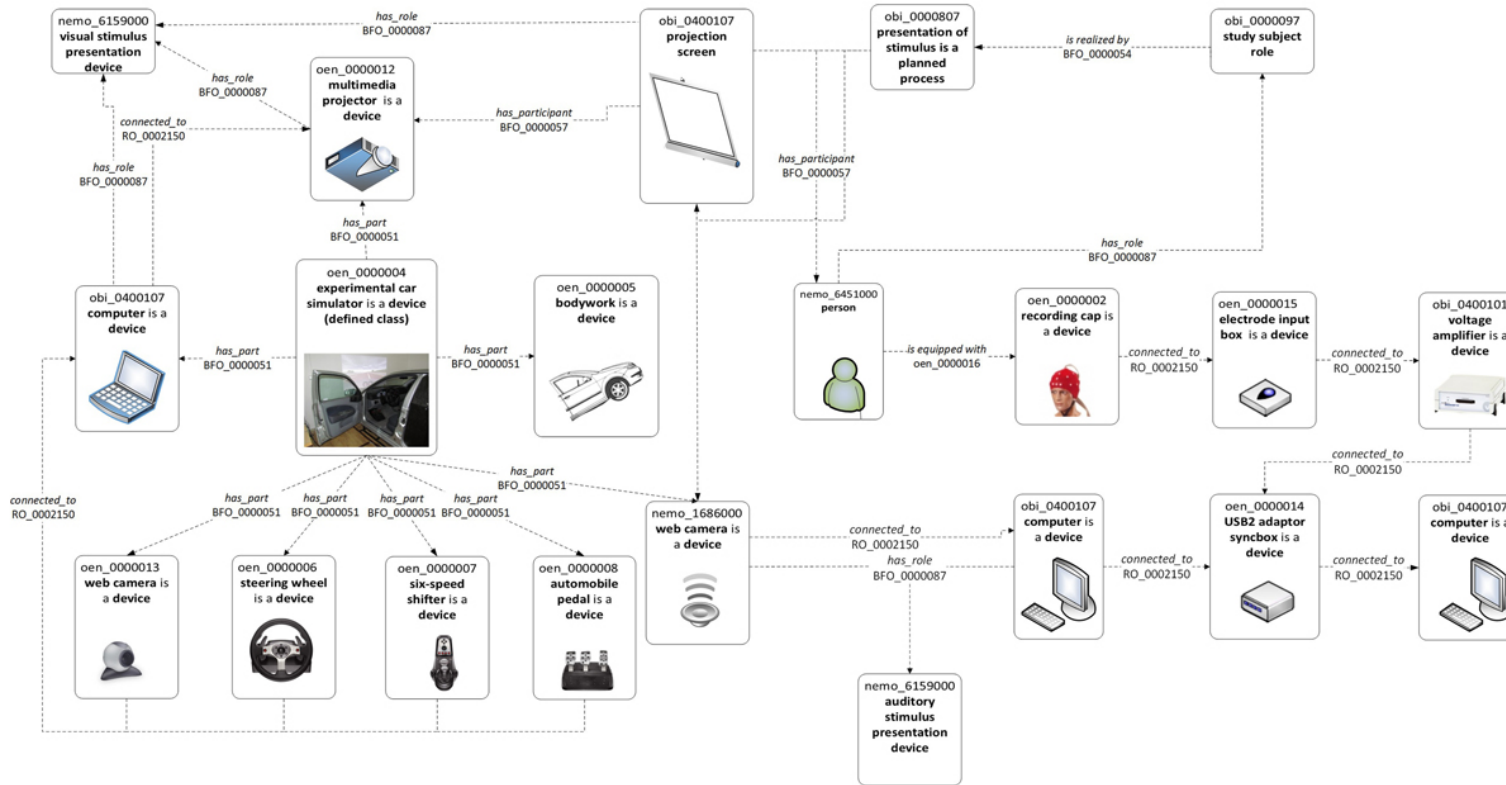 nemo_6159000
visual stimulus
presentation
device
has_role
BFO_0000087
obi_0400107
projection
screen
obi_0000807
presentation of
stimulus is a
planned
process
is realized by
BFO_0000054
obi_0000097
study subject
role
has_role
BFO_0000087
oen_0000012
multimedia
projector is a
device
connected_to
RO_0002150
has_participant
BFO_0000057
has_role
BFO_0000087
has_participant
BFO_0000057
has_part
BFO_0000051
has_role
BFO_0000087
oen_0000004
experimental car
simulator is a device
(defined class)
oen_0000005
bodywork is a
device
obi_0400107
computer is a
device
has_part
BFO_0000051
has_part
BFO_0000051
nemo_6451000
person
is equipped with
oen_0000016
oen_0000002
recording cap is
a device
connected_to
RO_0002150
oen_0000015
electrode input
box is a device
connected_to
RO_0002150
obi_0400101
voltage
amplifier is a
device
connected_to
RO_0002150
connected_to
RO_0002150
has_part
BFO_0000051
has_part
BFO_0000051
has_part
BFO_0000051
has_part
BFO_0000051
has_part
BFO_0000051
oen_0000013
web camera is
a device
oen_0000006
steering wheel
is a device
oen_0000007
six-speed
shifter is a
device
oen_0000008
automobile
pedal is a
device
nemo_1686000
web camera is
a device
connected_to
RO_0002150
has_role
BFO_0000087
obi_0400107
computer is
a device
connected_to
RO_0002150
oen_0000014
USB2 adaptor
syncbox is a
device
connected_to
RO_0002150
obi_0400107
computer is a
device
nemo_6159000
auditory
stimulus
presentation
device